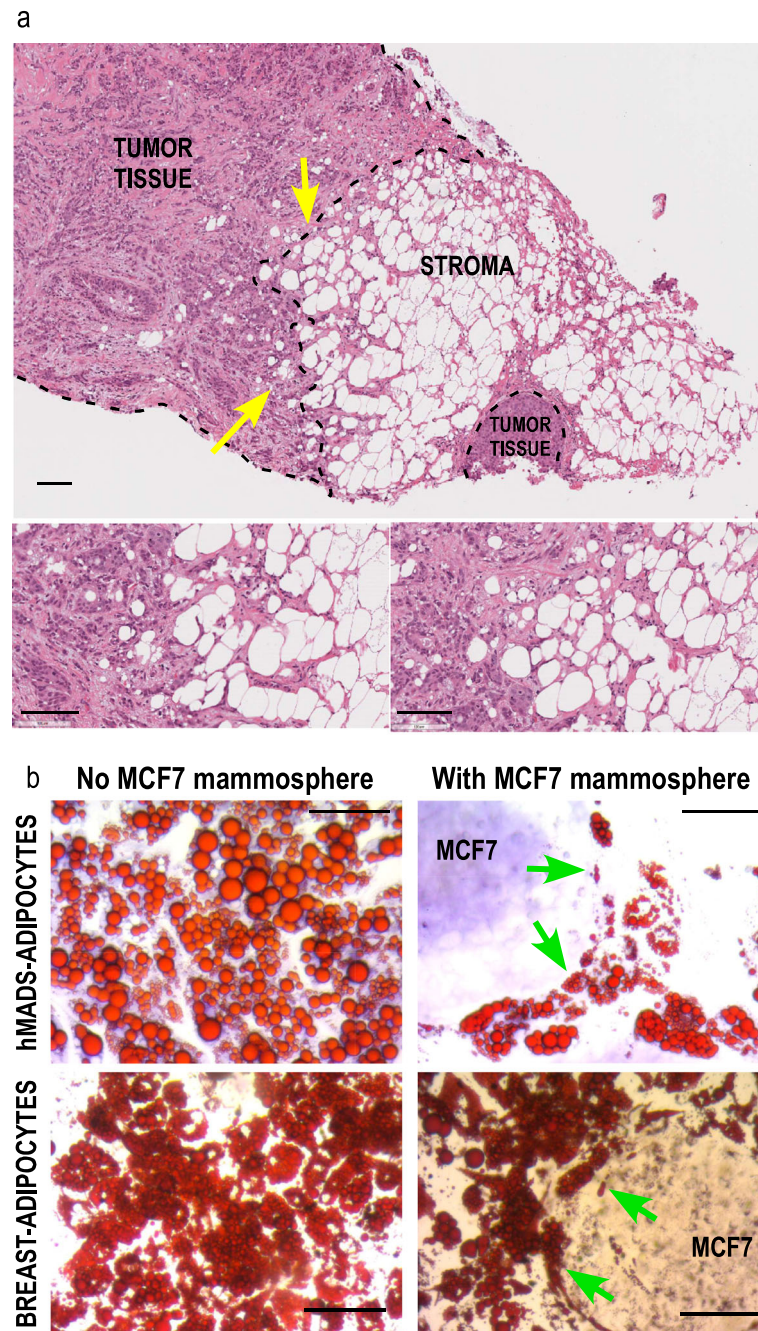 a
TUMOR
TISSUE
STROMA
TUMOR
TISSUE
b
No MCF7 mammosphere
With MCF7 mammosphere
hMADS-ADIPOCYTES
MCF7
BREAST-ADIPOCYTES
MCF7